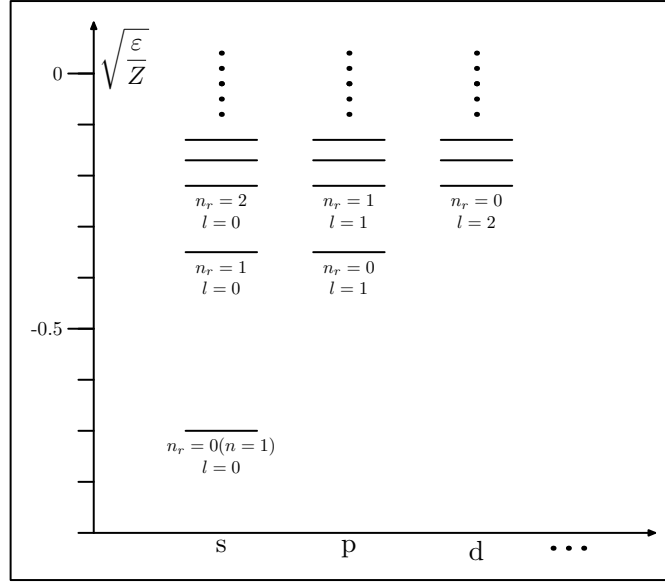 0
√(ε/Z)
n_r = 2
l = 0
n_r = 1
l = 1
n_r = 0
l = 2
n_r = 1
l = 0
n_r = 0
l = 1
-0.5
n_r = 0(n = 1)
l = 0
s
p
d